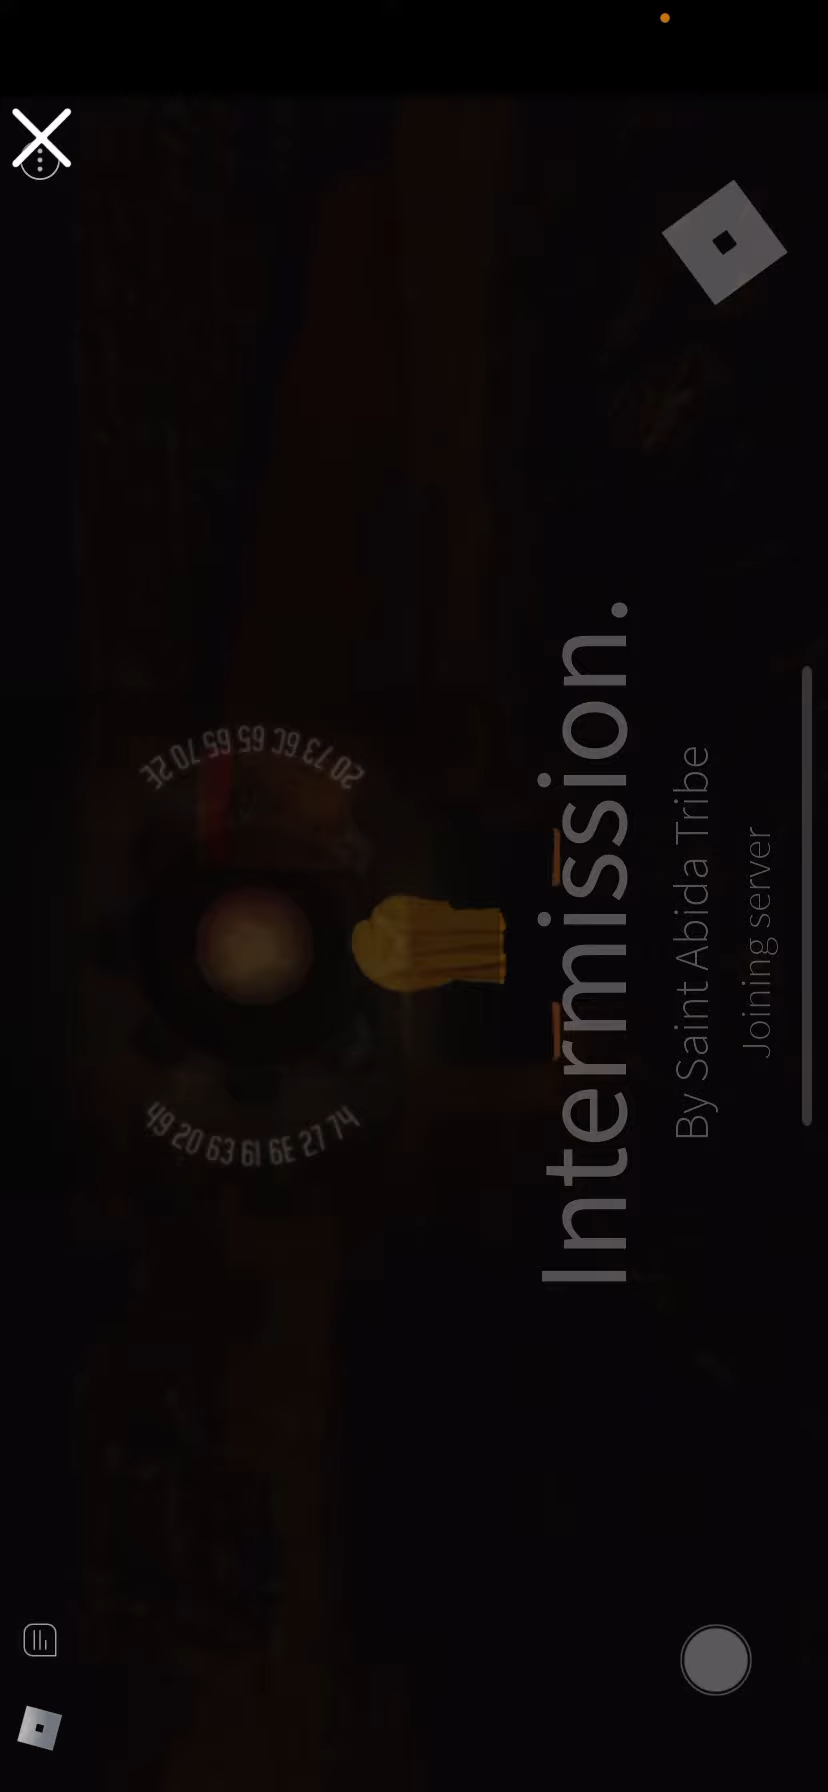 49 20 63 61 6E 27 74
20 73 6C 65 65 70 2E
Intermission.
By Saint Abida Tribe
Joining server